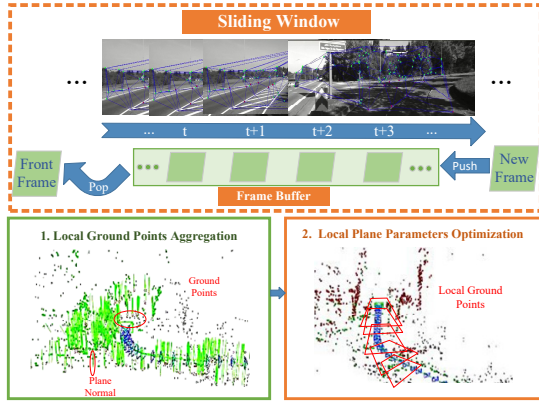 Sliding Window
...
...
... t t+1 t+2 t+3 ...
Front
Frame
Pop
Push
New
Frame
Frame Buffer
1. Local Ground Points Aggregation
Ground
Points
Plane
Normal
2. Local Plane Parameters Optimization
Local Ground
Points